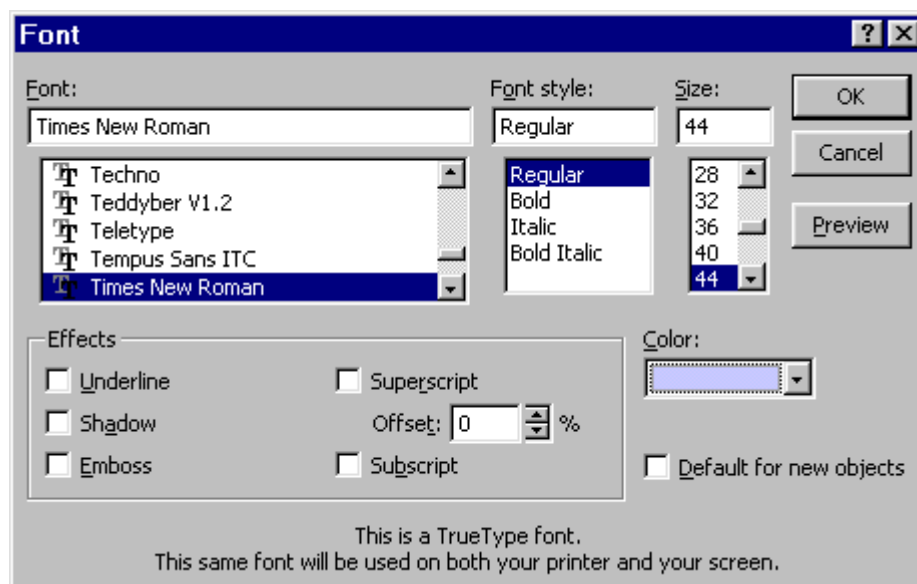 Font
Font:
Font style:
Size:
Times New Roman
Regular
44
OK
Cancel
Preview
Techno
Teddyber V1.2
Teletype
Tempus Sans ITC
Times New Roman
Regular
Bold
Italic
Bold Italic
28
32
36
40
44
Effects
Underline
Shadow
Emboss
Superscript
Offset: 0 %
Subscript
Color:
Default for new objects
This is a TrueType font.
This same font will be used on both your printer and your screen.